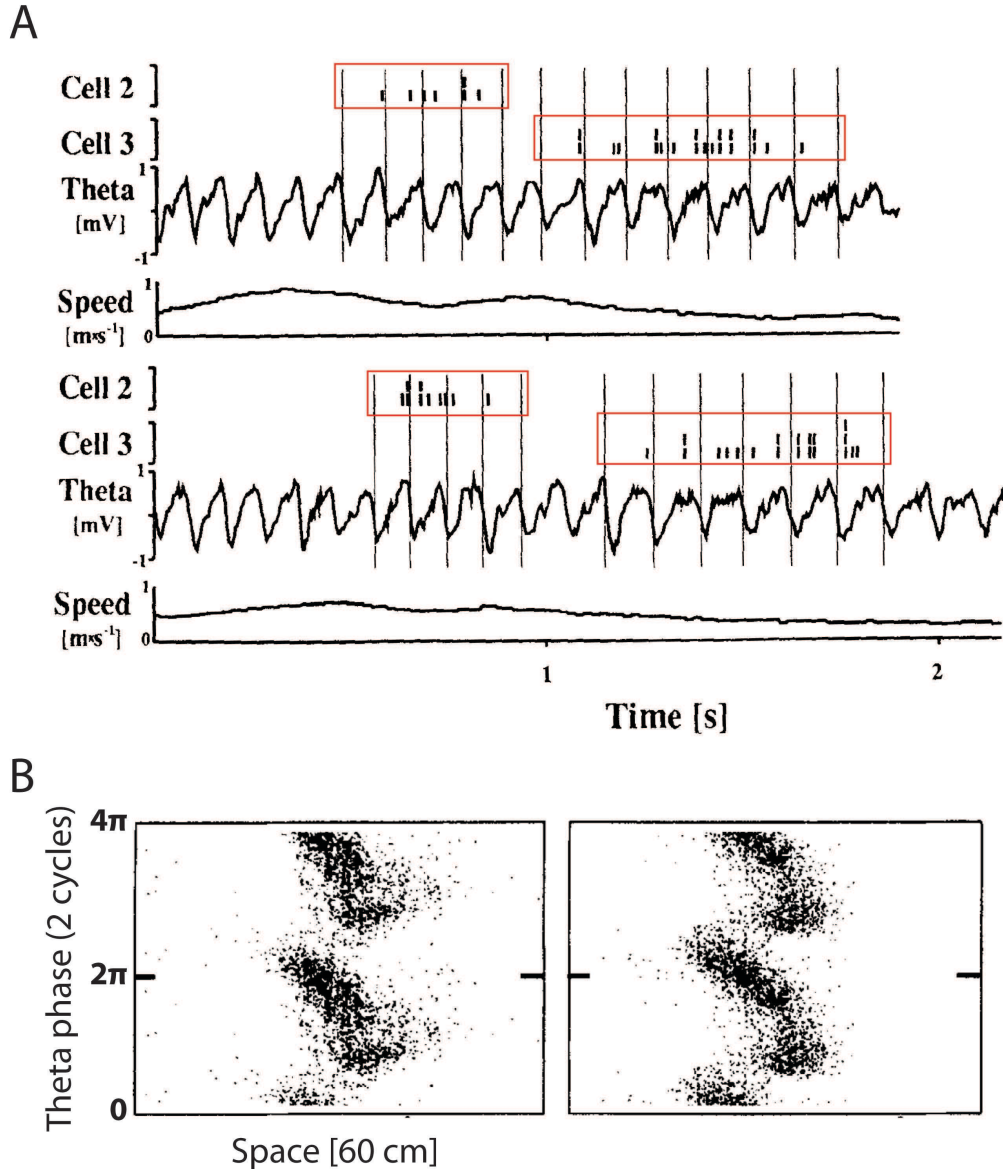 A
Cell 2
Cell 3
Theta
[mV]
1
-1
Speed
[m×s⁻¹]
1
0
Cell 2
Cell 3
Theta
[mV]
1
-1
Speed
[m×s⁻¹]
1
0
1
2
Time [s]
B
Theta phase (2 cycles)
4π
2π
0
Space [60 cm]